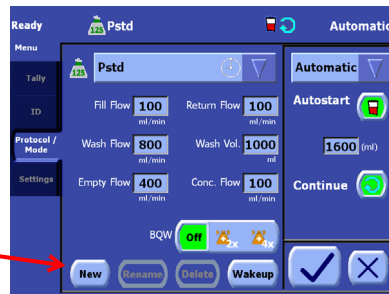 Ready
125 Pstd
Automatic
Menu
Tally
ID
Protocol /
Mode
Settings
125 Pstd
Automatic
Fill Flow 100 ml/min
Return Flow 100 ml/min
Autostart
Wash Flow 800 ml/min
Wash Vol. 1000 ml
1600 (ml)
Empty Flow 400 ml/min
Conc. Flow 100 ml/min
Continue
BQW Off 2x 4x
New Rename Delete Wakeup